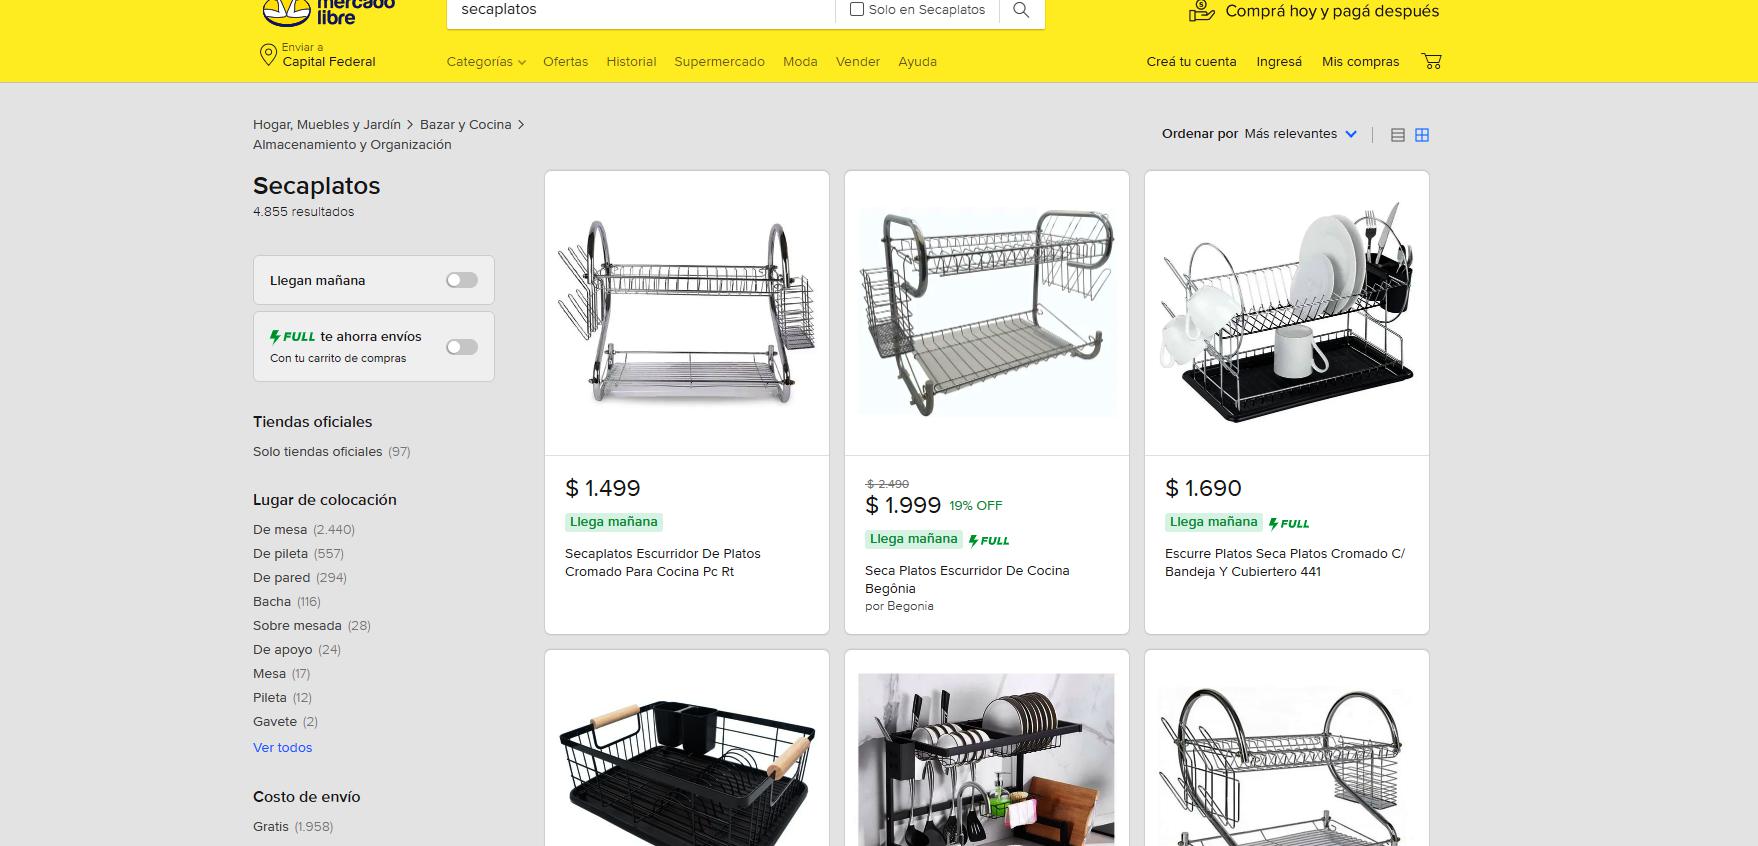 mercado
libre
secaplatos
Solo en Secaplatos
Comprá hoy y pagá después
Enviar a
Capital Federal
Categorías
Ofertas
Historial
Supermercado
Moda
Vender
Ayuda
Creá tu cuenta
Ingresá
Mis compras
Hogar, Muebles y Jardín > Bazar y Cocina >
Almacenamiento y Organización
Ordenar por Más relevantes
Secaplatos
4.855 resultados
Llegan mañana
FULL te ahorra envíos
Con tu carrito de compras
Tiendas oficiales
Solo tiendas oficiales (97)
Lugar de colocación
De mesa (2.440)
De pileta (557)
De pared (294)
Bacha (116)
Sobre mesada (28)
De apoyo (24)
Mesa (17)
Pileta (12)
Gavete (2)
Ver todos
Costo de envío
Gratis (1.958)
$ 1.499
Llega mañana
Secaplatos Escurridor De Platos
Cromado Para Cocina Pc Rt
$ 2.490
$ 1.999 19% OFF
Llega mañana FULL
Seca Platos Escurridor De Cocina
Begônia
por Begonia
$ 1.690
Llega mañana FULL
Escurre Platos Seca Platos Cromado C/
Bandeja Y Cubiertero 441